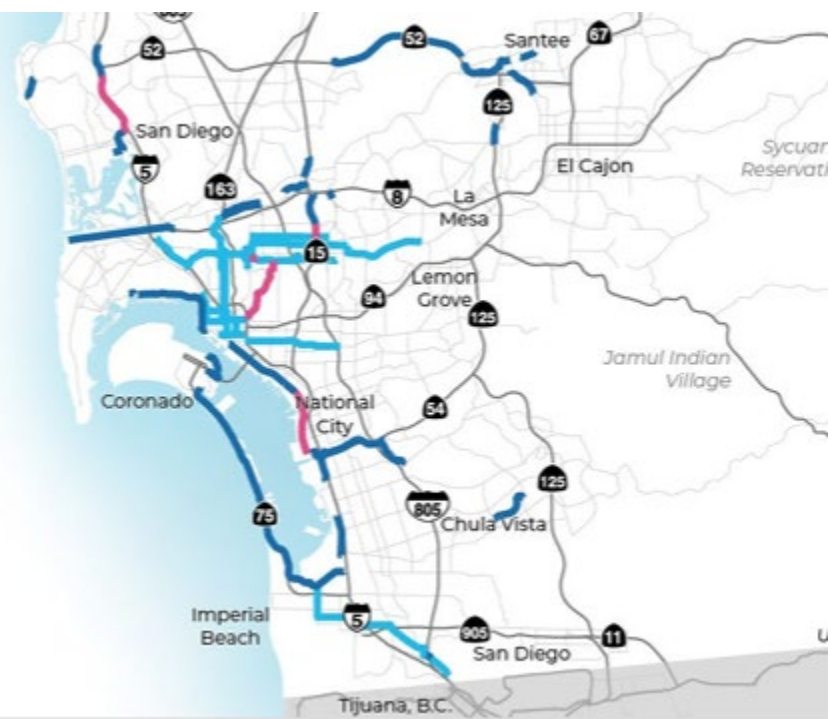 52
52
Santee
67
125
San Diego
5
163
8
El Cajon
Sycuan
Reservati
La
Mesa
15
Lemon
Grove
94
125
Jamul Indian
Village
Coronado
National
City
54
125
75
805
Chula Vista
Imperial
Beach
5
905
11
San Diego
Tijuana, B.C.